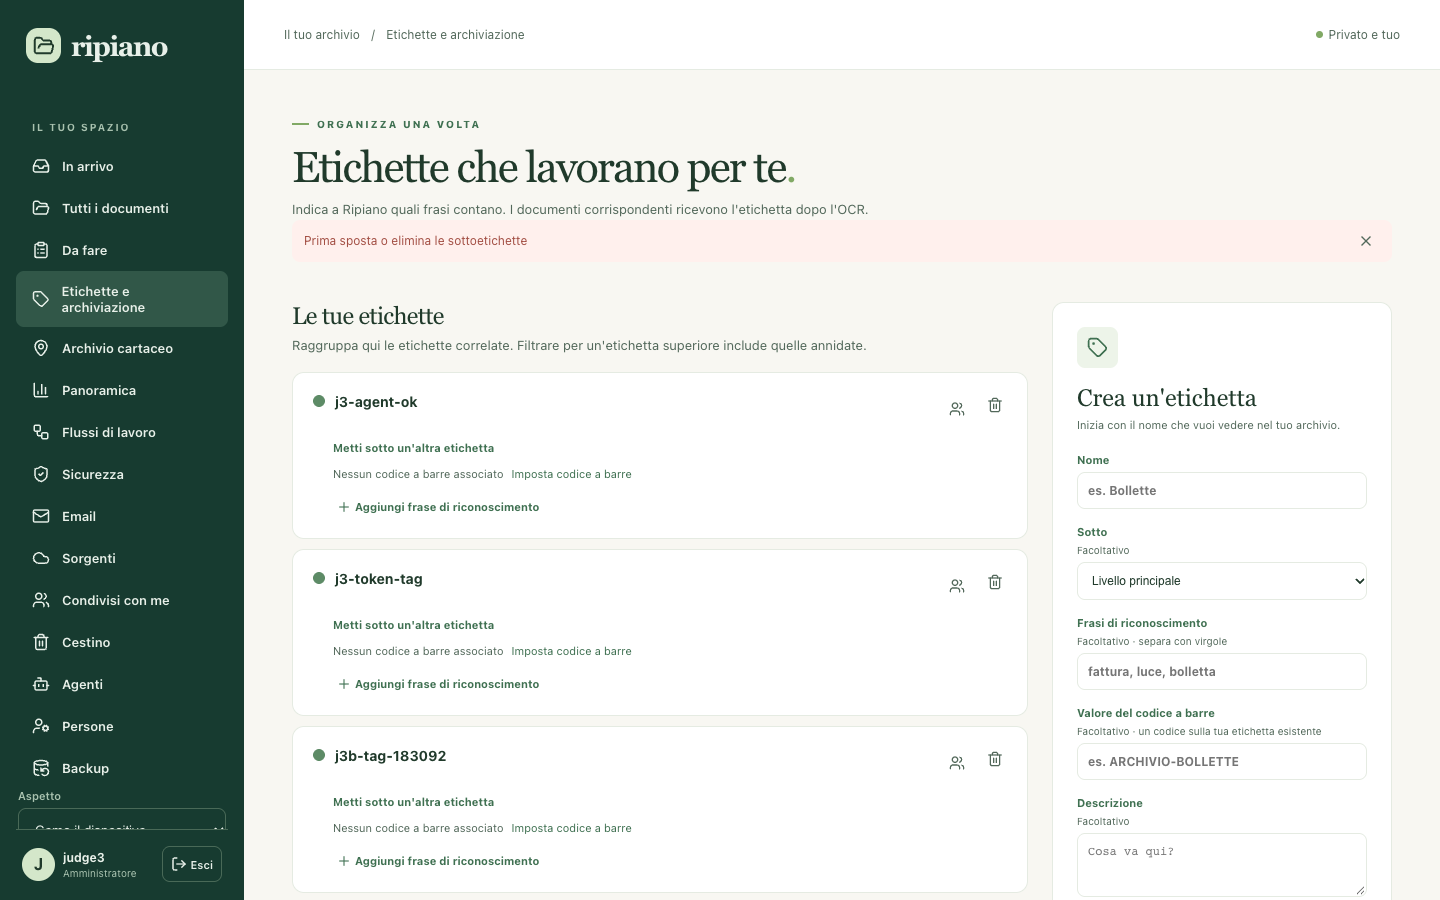 ripiano
IL TUO SPAZIO
In arrivo
Tutti i documenti
Da fare
Etichette e
archiviazione
Archivio cartaceo
Panoramica
Flussi di lavoro
Sicurezza
Email
Sorgenti
Condivisi con me
Cestino
Agenti
Persone
Backup
Aspetto
Come il dispositivo
J
judge3
Amministratore
Esci
Il tuo archivio / Etichette e archiviazione
Privato e tuo
ORGANIZZA UNA VOLTA
Etichette che lavorano per te.
Indica a Ripiano quali frasi contano. I documenti corrispondenti ricevono l'etichetta dopo l'OCR.
Prima sposta o elimina le sottoetichette
Le tue etichette
Raggruppa qui le etichette correlate. Filtrare per un'etichetta superiore include quelle annidate.
j3-agent-ok
Metti sotto un'altra etichetta
Nessun codice a barre associato Imposta codice a barre
Aggiungi frase di riconoscimento
j3-token-tag
Metti sotto un'altra etichetta
Nessun codice a barre associato Imposta codice a barre
Aggiungi frase di riconoscimento
j3b-tag-183092
Metti sotto un'altra etichetta
Nessun codice a barre associato Imposta codice a barre
Aggiungi frase di riconoscimento
Crea un'etichetta
Inizia con il nome che vuoi vedere nel tuo archivio.
Nome
es. Bollette
Sotto
Facoltativo
Livello principale
Frasi di riconoscimento
Facoltativo · separa con virgole
fattura, luce, bolletta
Valore del codice a barre
Facoltativo · un codice sulla tua etichetta esistente
es. ARCHIVIO-BOLLETTE
Descrizione
Facoltativo
Cosa va qui?